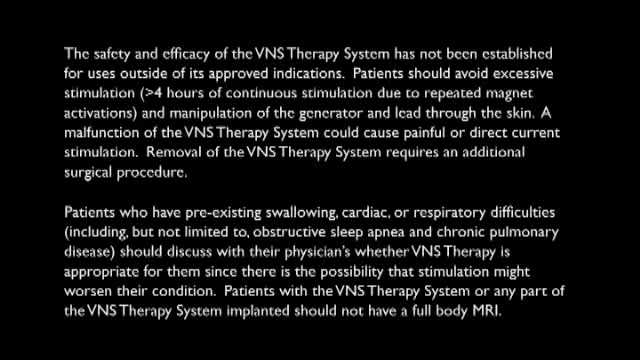 The safety and efficacy of the VNS Therapy System has not been established
for uses outside of its approved indications. Patients should avoid excessive
stimulation (>4 hours of continuous stimulation due to repeated magnet
activations) and manipulation of the generator and lead through the skin. A
malfunction of the VNS Therapy System could cause painful or direct current
stimulation. Removal of the VNS Therapy System requires an additional
surgical procedure.
Patients who have pre-existing swallowing, cardiac, or respiratory difficulties
(including, but not limited to, obstructive sleep apnea and chronic pulmonary
disease) should discuss with their physician's whether VNS Therapy is
appropriate for them since there is the possibility that stimulation might
worsen their condition. Patients with the VNS Therapy System or any part of
the VNS Therapy System implanted should not have a full body MRI.